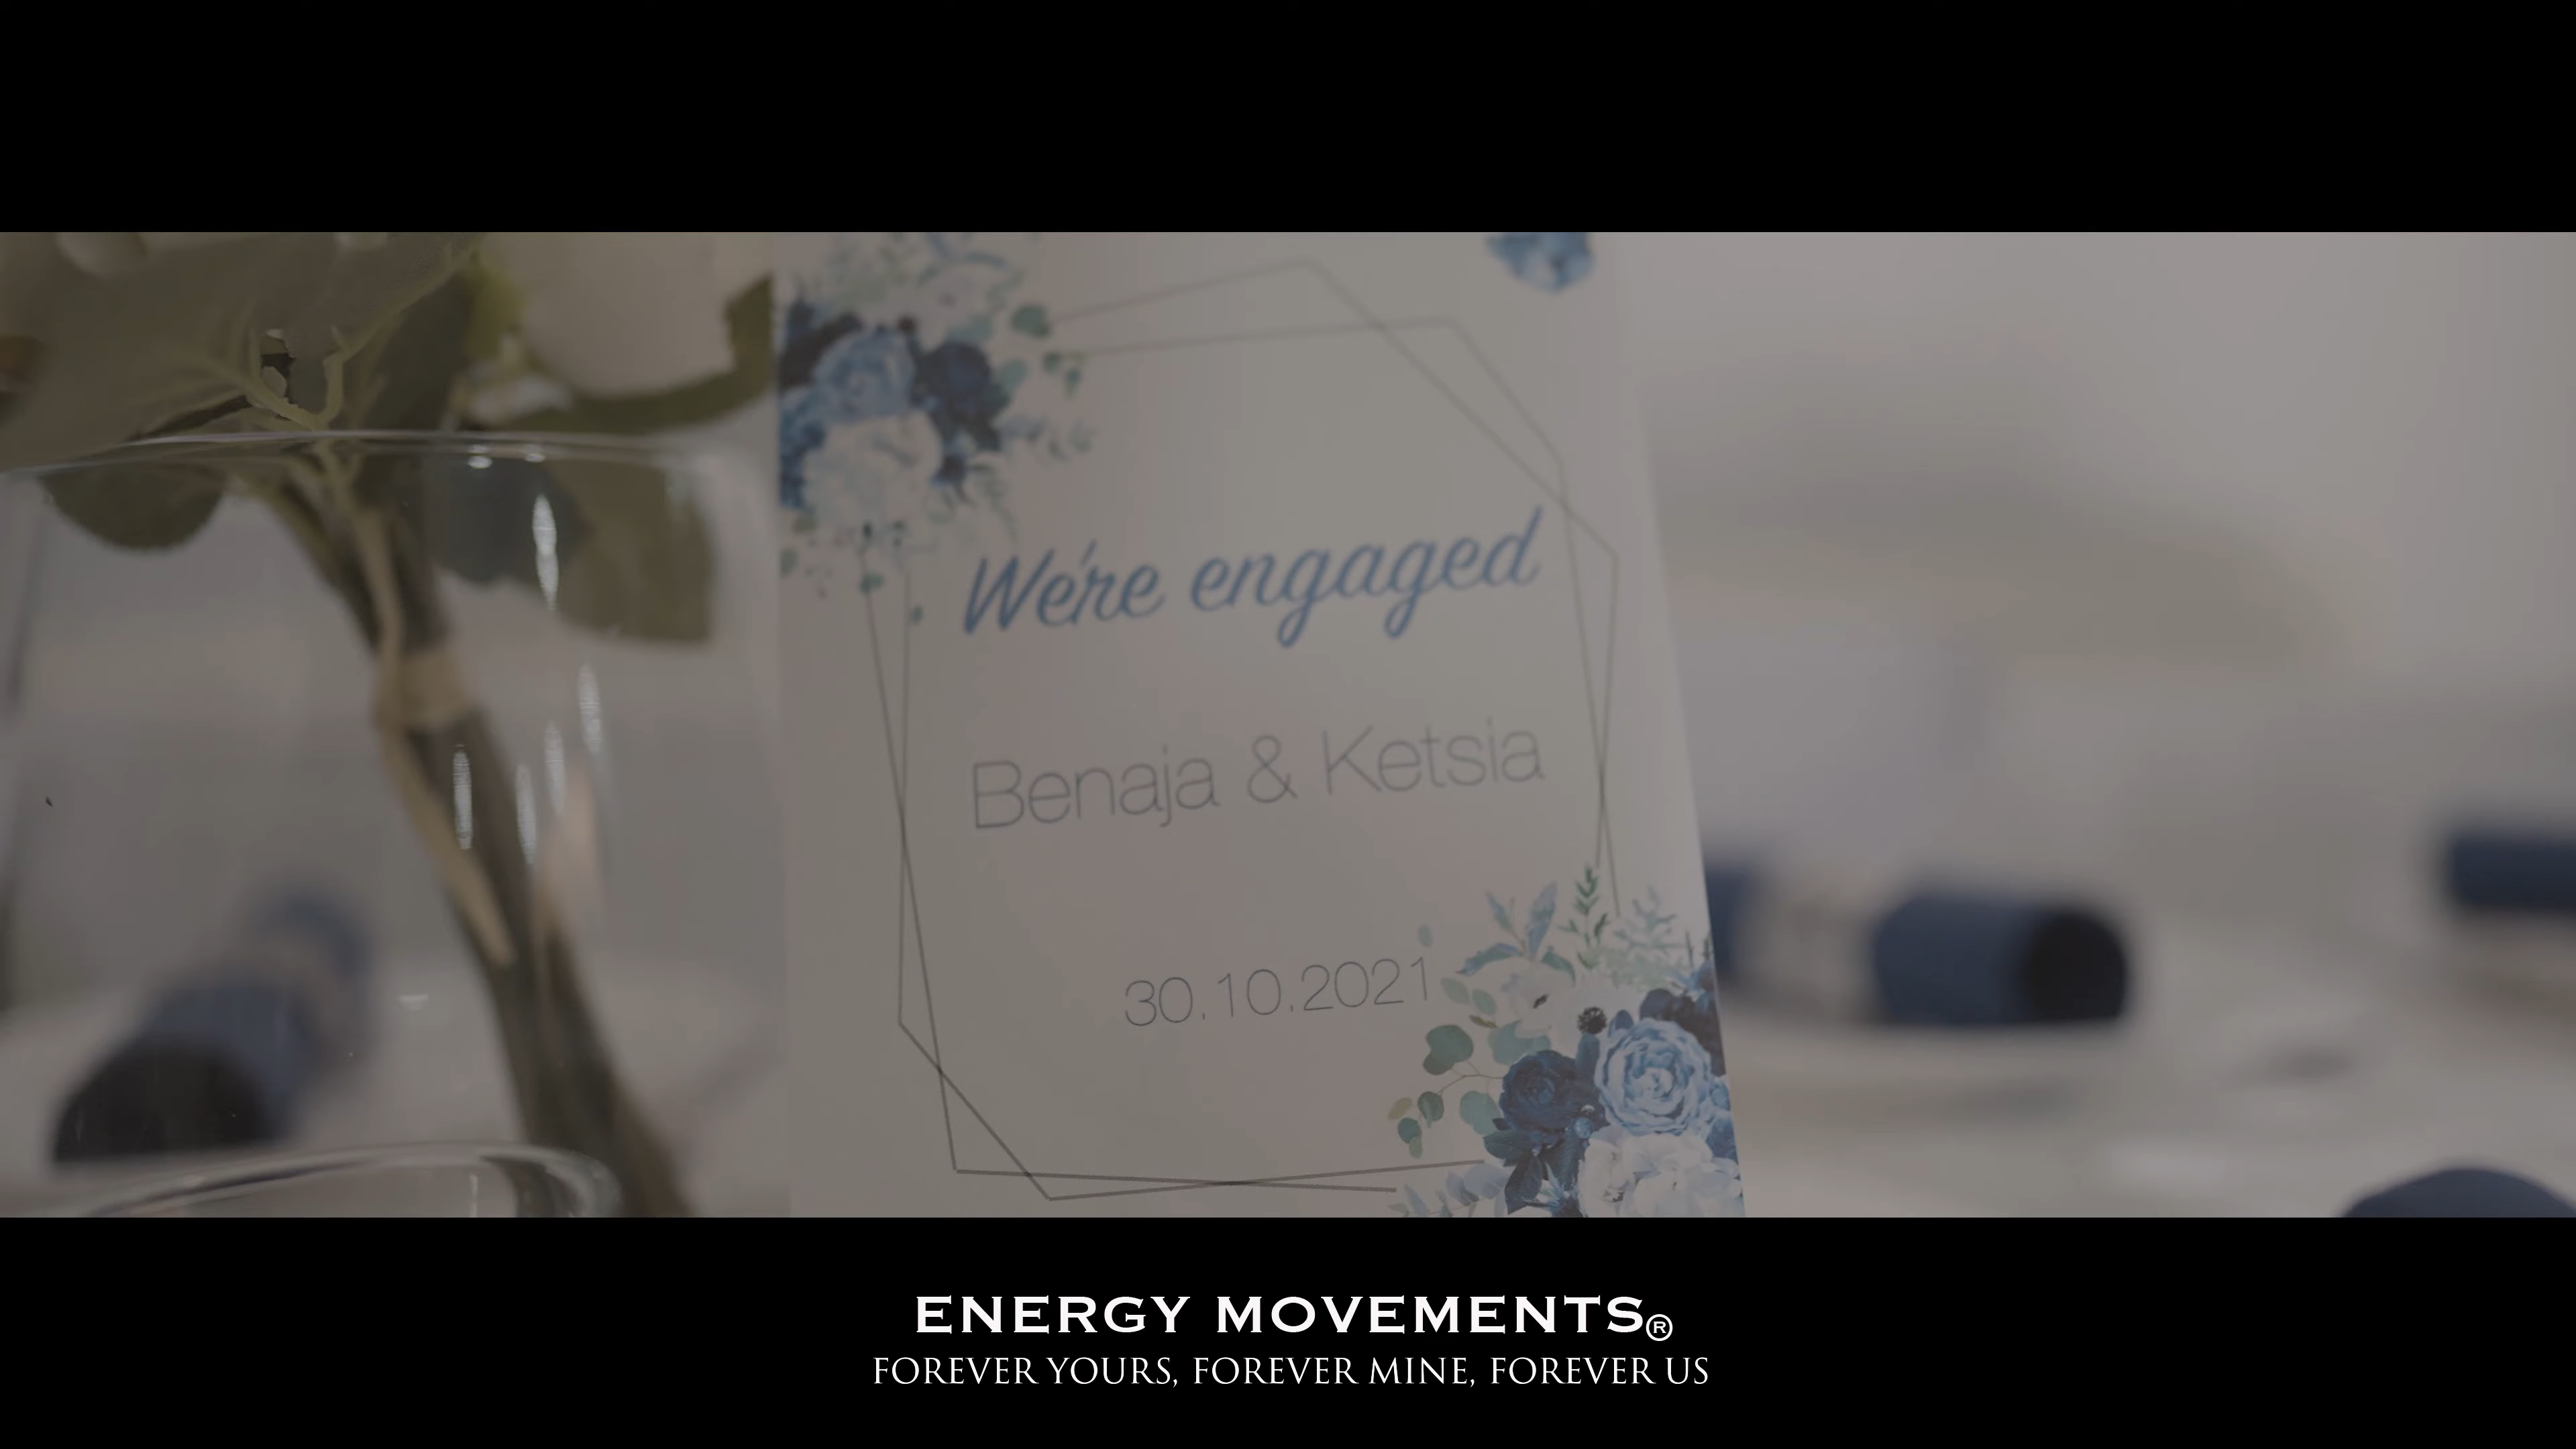 We're engaged
Benaja & Ketsia
30.10.2021
ENERGY MOVEMENTS®
FOREVER YOURS, FOREVER MINE, FOREVER US